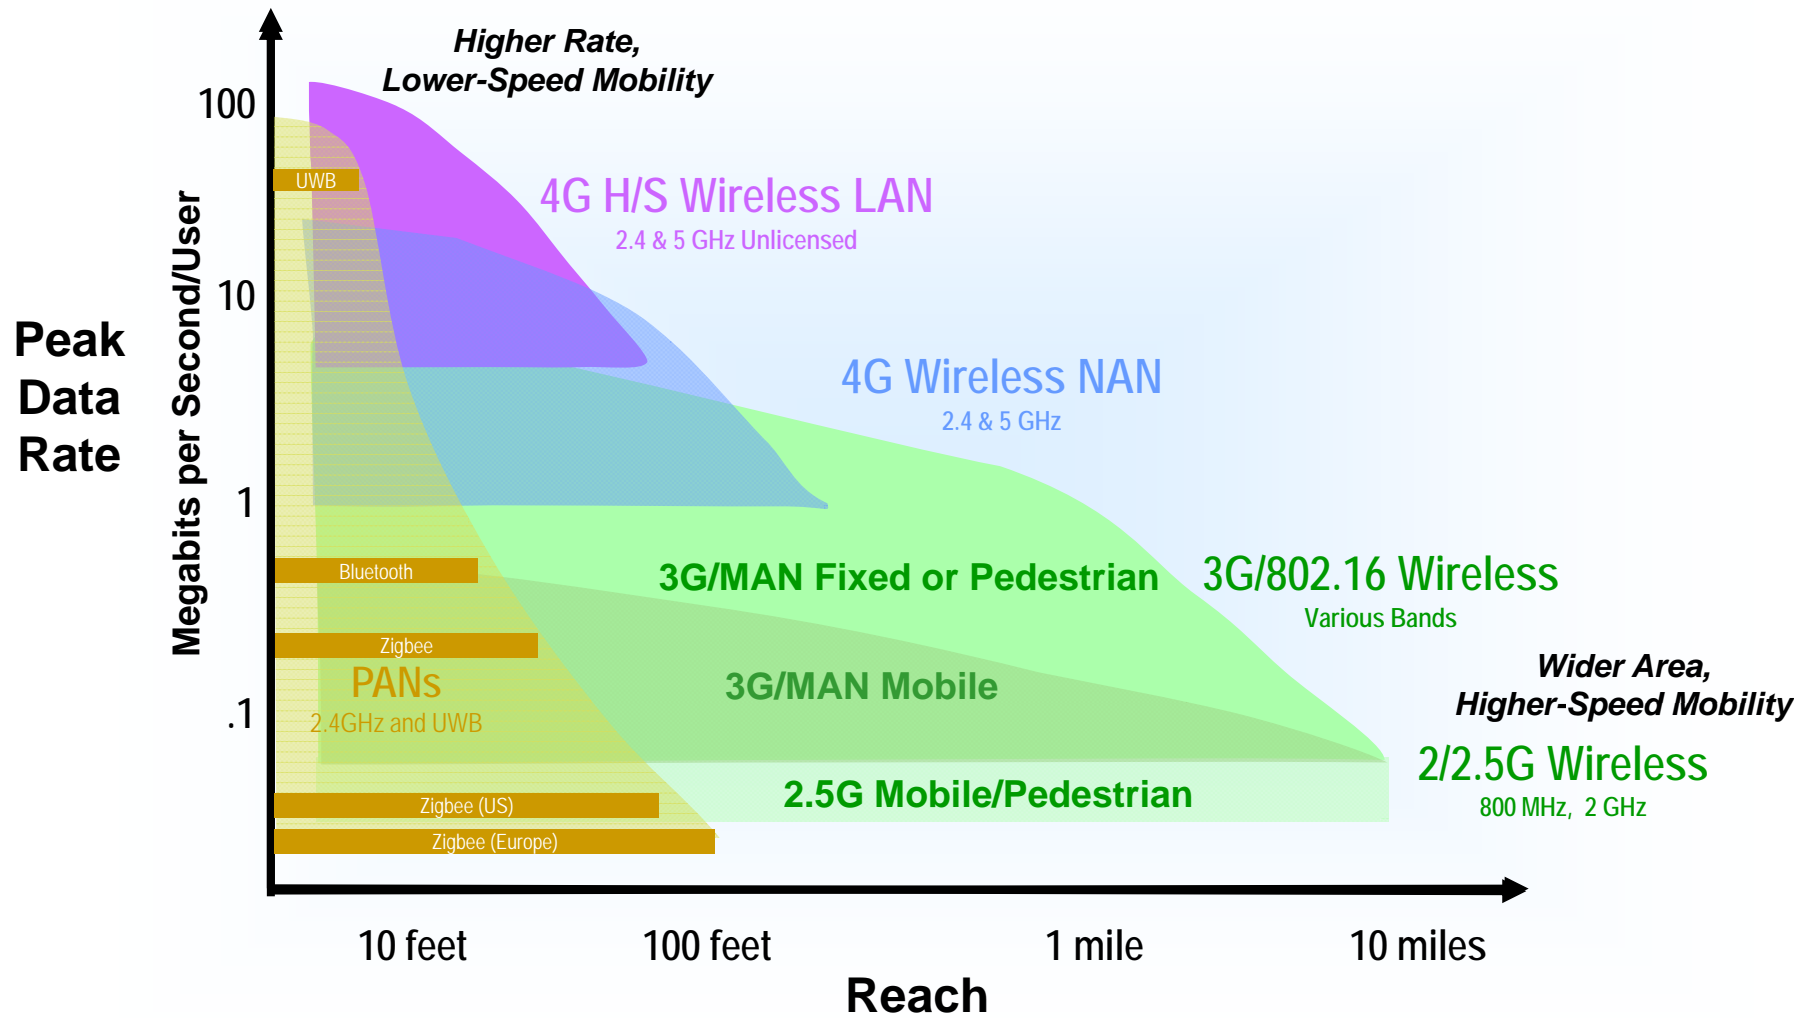 Higher Rate,
Lower-Speed Mobility
100
UWB
4G H/S Wireless LAN
2.4 & 5 GHz Unlicensed
10
Peak
Data
Rate
Megabits per Second/User
4G Wireless NAN
2.4 & 5 GHz
1
Bluetooth
3G/MAN Fixed or Pedestrian
3G/802.16 Wireless
Various Bands
Zigbee
PANs
2.4GHz and UWB
3G/MAN Mobile
Wider Area,
Higher-Speed Mobility
.1
2/2.5G Wireless
800 MHz, 2 GHz
2.5G Mobile/Pedestrian
Zigbee (US)
Zigbee (Europe)
10 feet
100 feet
1 mile
10 miles
Reach